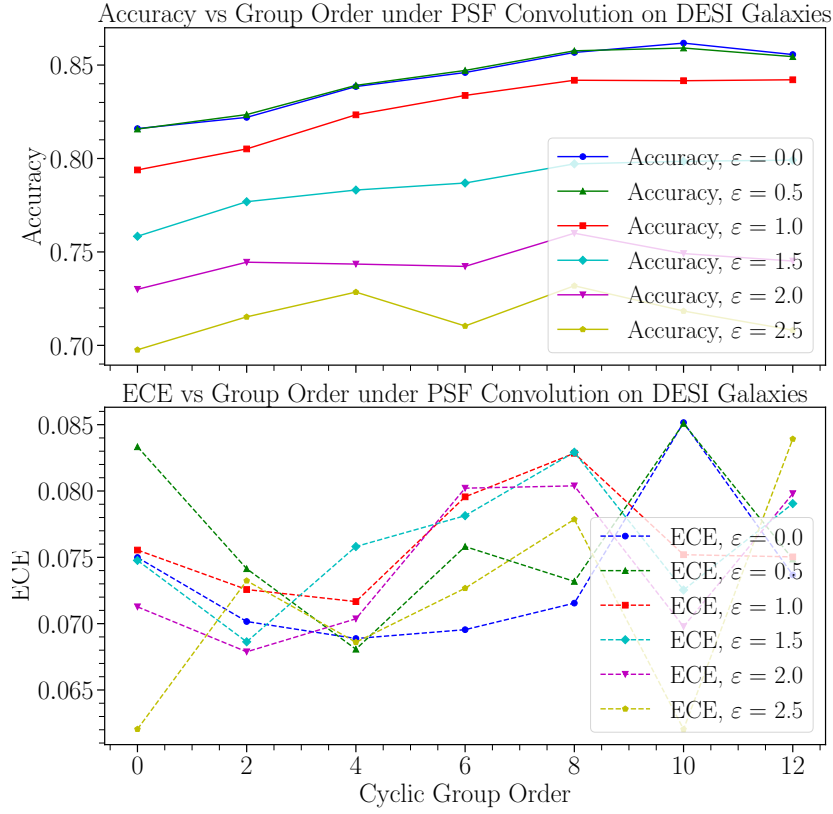 Accuracy vs Group Order under PSF Convolution on DESI Galaxies
0.85
0.80
0.75
0.70
Accuracy
Accuracy, ε = 0.0
Accuracy, ε = 0.5
Accuracy, ε = 1.0
Accuracy, ε = 1.5
Accuracy, ε = 2.0
Accuracy, ε = 2.5
ECE vs Group Order under PSF Convolution on DESI Galaxies
0.085
0.080
0.075
0.070
0.065
ECE
ECE, ε = 0.0
ECE, ε = 0.5
ECE, ε = 1.0
ECE, ε = 1.5
ECE, ε = 2.0
ECE, ε = 2.5
0 2 4 6 8 10 12
Cyclic Group Order